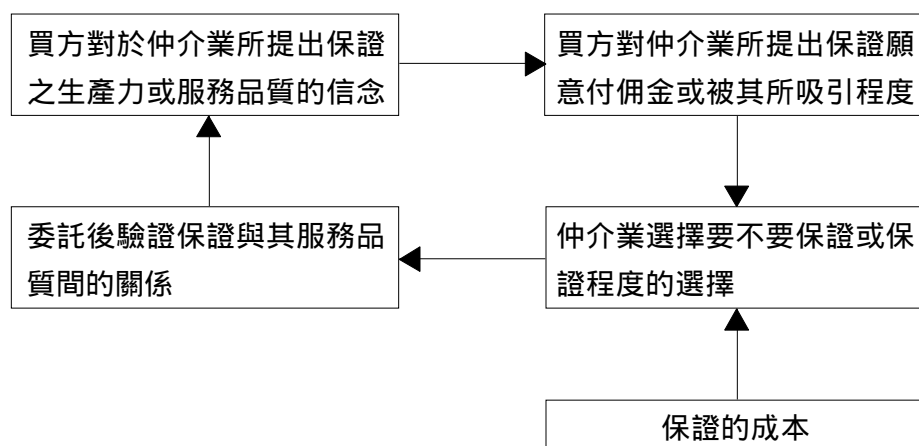 買方對於仲介業所提出保證
之生產力或服務品質的信念
買方對仲介業所提出保證願
意付佣金或被其所吸引程度
委託後驗證保證與其服務品
質間的關係
仲介業選擇要不要保證或保
證程度的選擇
保證的成本